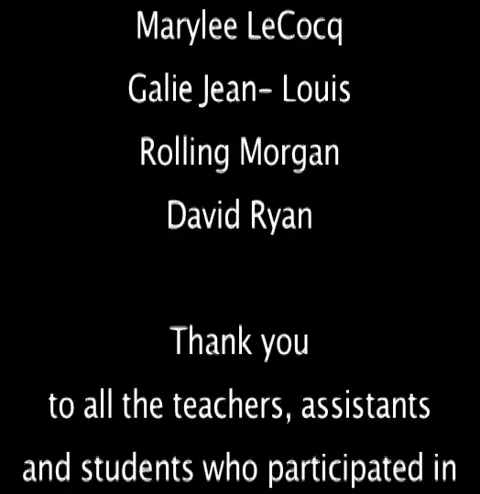 Marylee LeCocq
Galie Jean- Louis
Rolling Morgan
David Ryan
Thank you
to all the teachers, assistants
and students who participated in